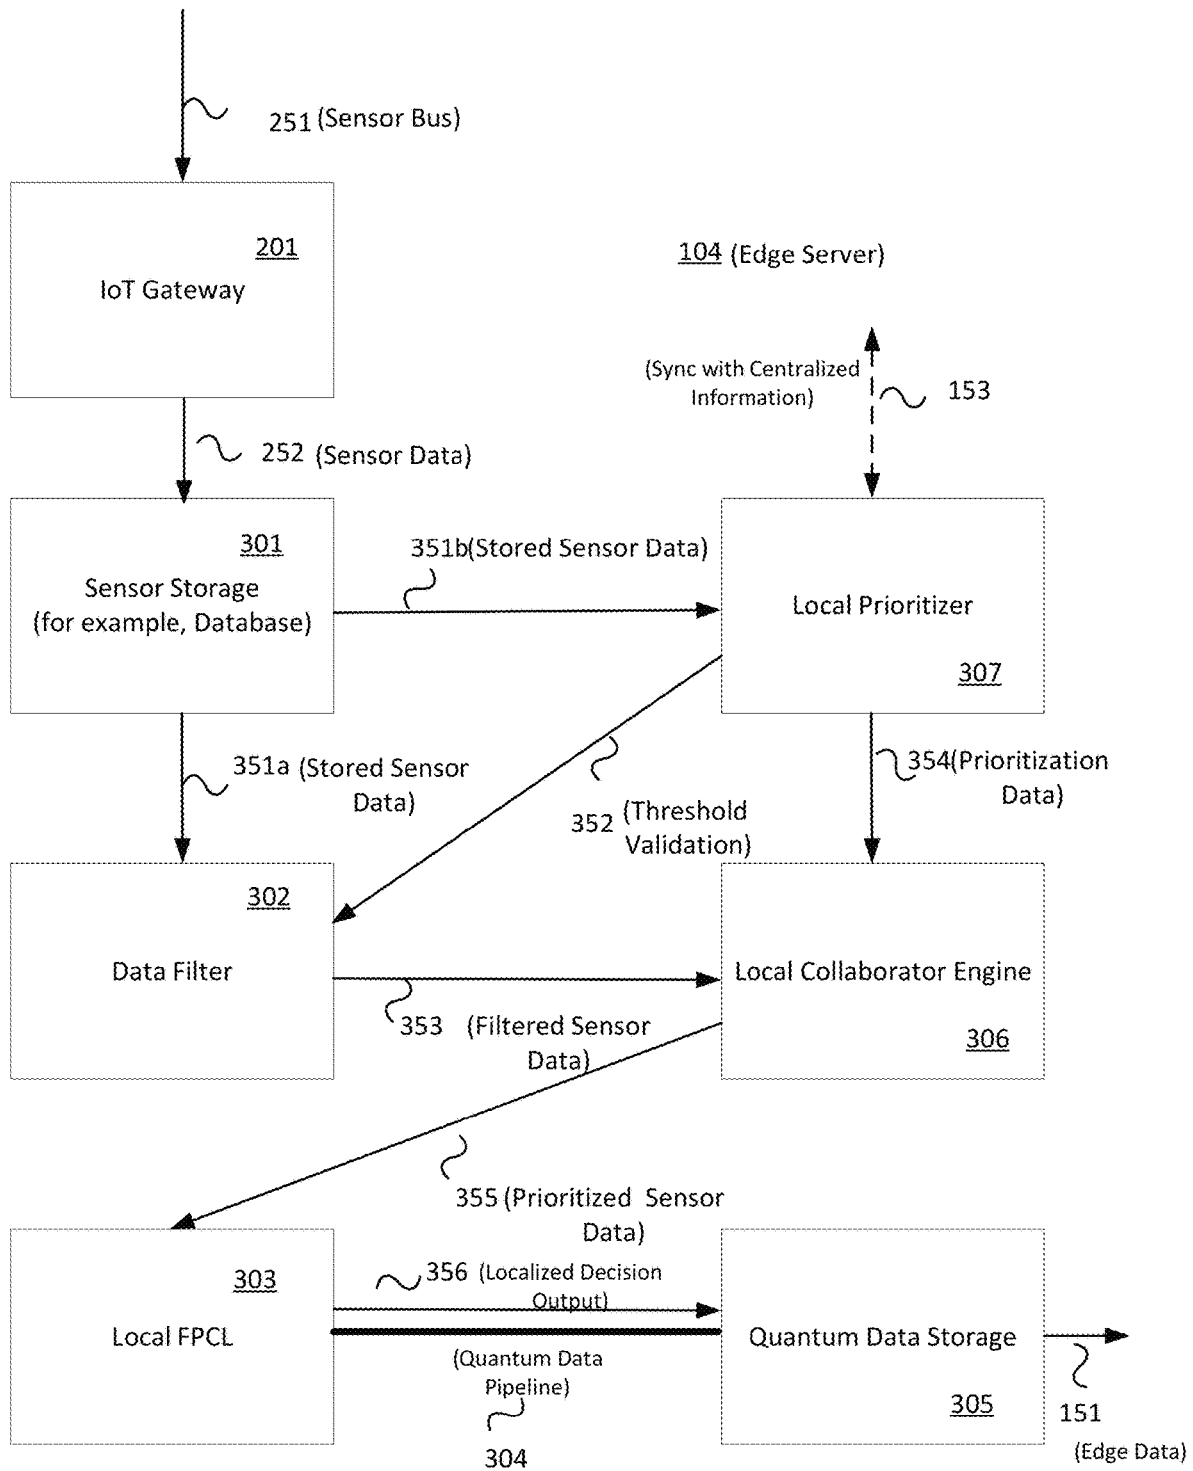 251 (Sensor Bus)
201
IoT Gateway
104 (Edge Server)
(Sync with Centralized
Information)
153
252 (Sensor Data)
301
Sensor Storage
(for example, Database)
351b(Stored Sensor Data)
Local Prioritizer
307
351a (Stored Sensor
Data)
352 (Threshold
Validation)
354(Prioritization
Data)
302
Data Filter
353 (Filtered Sensor
Data)
Local Collaborator Engine
306
355 (Prioritized Sensor
Data)
303
Local FPCL
356 (Localized Decision
Output)
(Quantum Data
Pipeline)
304
Quantum Data Storage
305
151
(Edge Data)